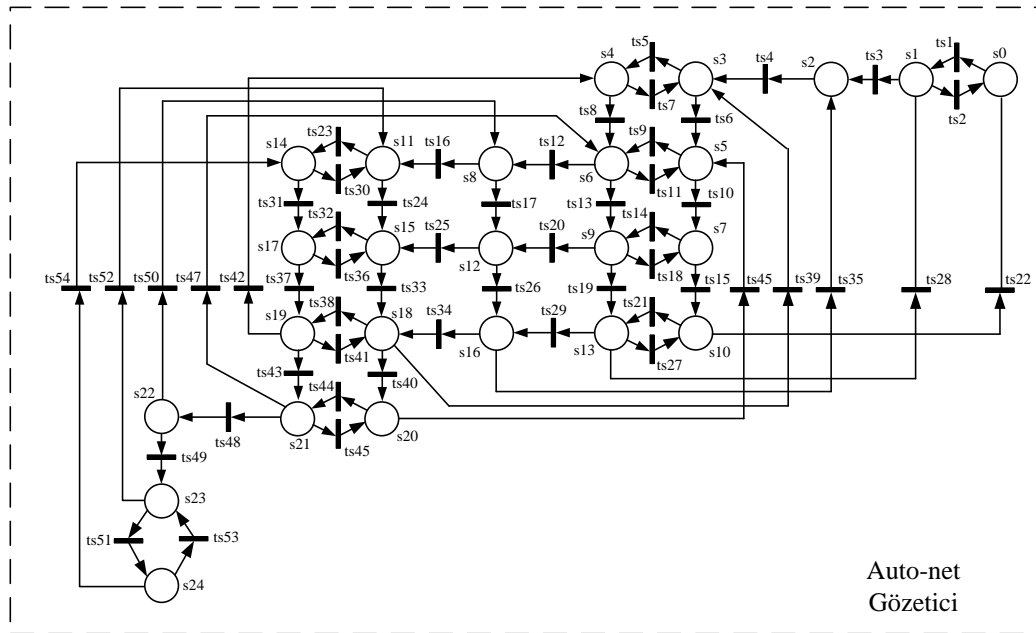 ts5 s4 s3 ts4 s2 ts3 s1 ts1 s0
ts8 ts7 ts6 ts2
s14 ts23 s11 ts16 ts12 ts9 s5
s8 s6
ts31 ts30 ts24 ts17 ts13 ts11 ts10
ts32 s15 ts25 ts20 ts14 s7
s17 s12 s9
ts54 ts52 ts50 ts47 ts42 ts37 ts36 ts33 ts26 ts19 ts18 ts15 ts45 ts39 ts35 ts28 ts22
s19 ts38 s18 ts34 ts29 ts21
ts41 s16 s13 ts27 s10
ts43 ts44 ts40
s22
ts48 s21 ts45 s20
ts49
s23
ts51 ts53
s24
Auto-net
Gözetici